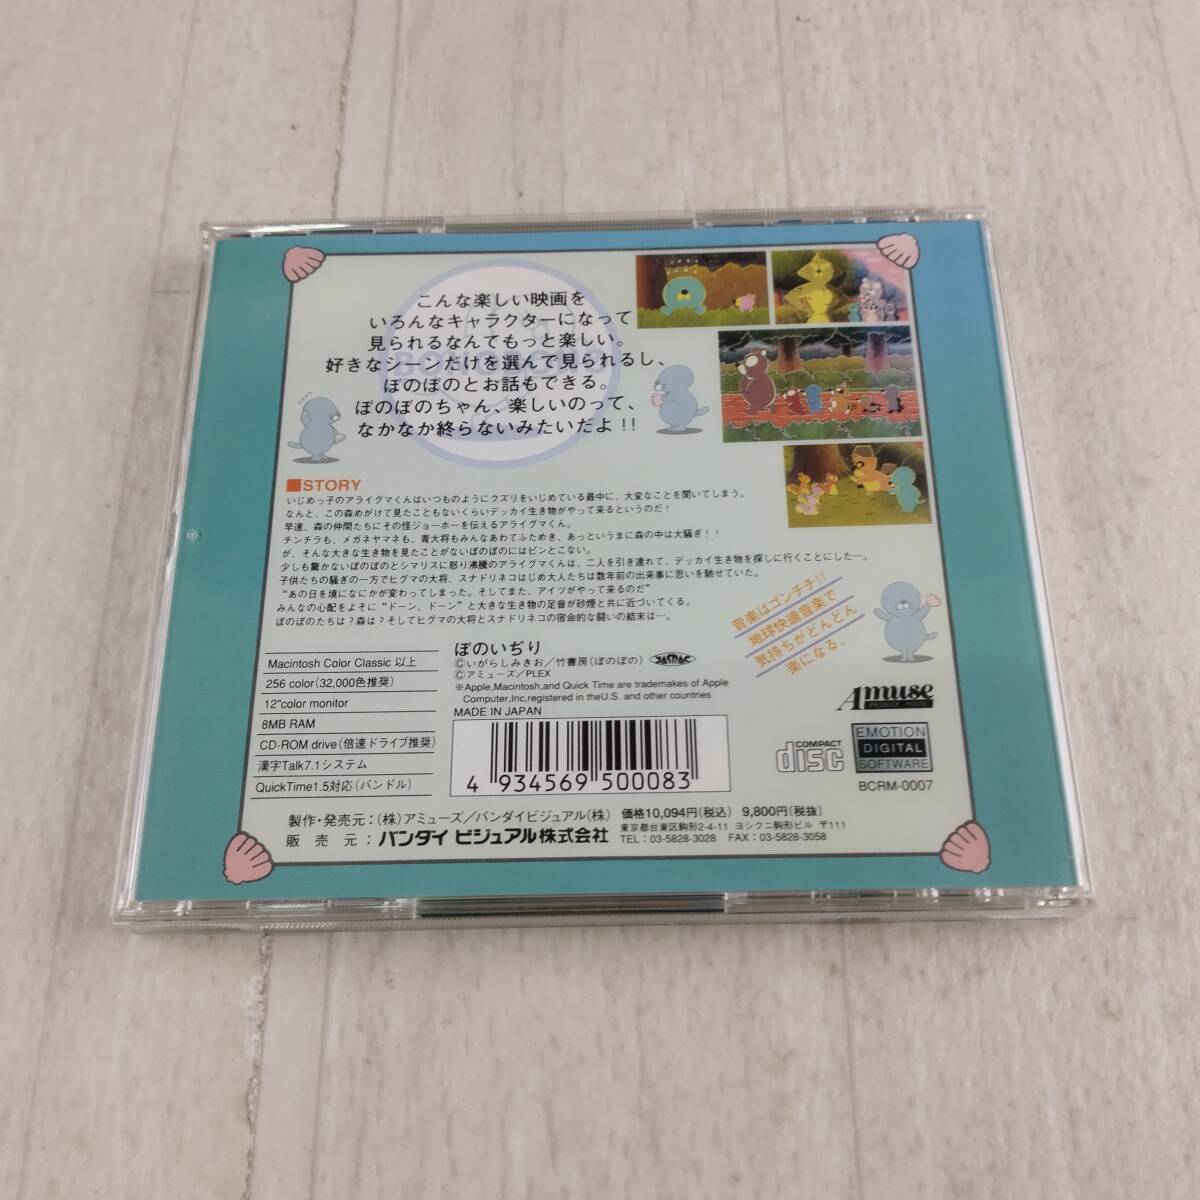 こんな楽しい映画を
いろんなキャラクターになって
見られるなんてもっと楽しい。
好きなシーンだけを選んで見られるし、
ぼのぼのとお話もできる。
ぼのぼのちゃん、楽しいのって、
なかなか終らないみたいだよ!!
■STORY
いじめっ子のアライグマくんはいつものようにクズリをいじめている最中に、大変なことを聞いてしまう。
なんと、この森めがけて見たこともないくらいデッカイ生き物がやって来るというのだ!
早速、森の仲間たちにその怪ジョーホーを伝えるアライグマくん。
チンチラも、メガネヤマネも、青大将もみんなあわてふためき、あっというまに森の中は大騒ぎ!!
が、そんな大きな生き物を見たことがないぼのぼのにはピンとこない。
少しも驚かないぼのぼのとシマリスに怒り沸騰のアライグマくんは、二人を引き連れて、デッカイ生き物を探しに行くことにした…。
子供たちの騒ぎの一方でヒグマの大将、スナドリネコはじめ大人たちは数年前の出来事に思いを馳せていた。
“あの日を境になにかが変わってしまった。そしてまた、アイツがやって来るのだ”
みんなの心配をよそに“ドーン、ドーン”と大きな生き物の足音が砂煙と共に近づいてくる。
ぼのぼのたちは?森は?そしてヒグマの大将とスナドリネコの宿命的な闘いの結末は…。
音楽はゴンチチ!!
地球快適音楽で
気持ちがどんどん
楽になる。
Macintosh Color Classic 以上
256 color(32,000色推奨)
12"color monitor
8MB RAM
CD-ROM drive(倍速ドライブ推奨)
漢字Talk7.1システム
QuickTime1.5対応(バンドル)
ぼのいぢり
©いがらしみきお/竹書房(ぼのぼの) JASRAC
©アミューズ/PLEX
※Apple,Macintosh,and Quick Time are trademakes of Apple
Computer,Inc,registered in theU.S. and other countries
MADE IN JAPAN
4 934569 500083
Amuse
PRODUCE HOUSE
COMPACT
disc
EMOTION
DIGITAL
SOFTWARE
BCRM-0007
製作・発売元:(株)アミューズ/バンダイビジュアル(株) 価格10,094円(税込) 9,800円(税抜)
販 売 元:バンダイ ビジュアル株式会社
東京都台東区駒形2-4-11 ヨシクニ駒形ビル 〒111
TEL:03-5828-3028 FAX:03-5828-3058